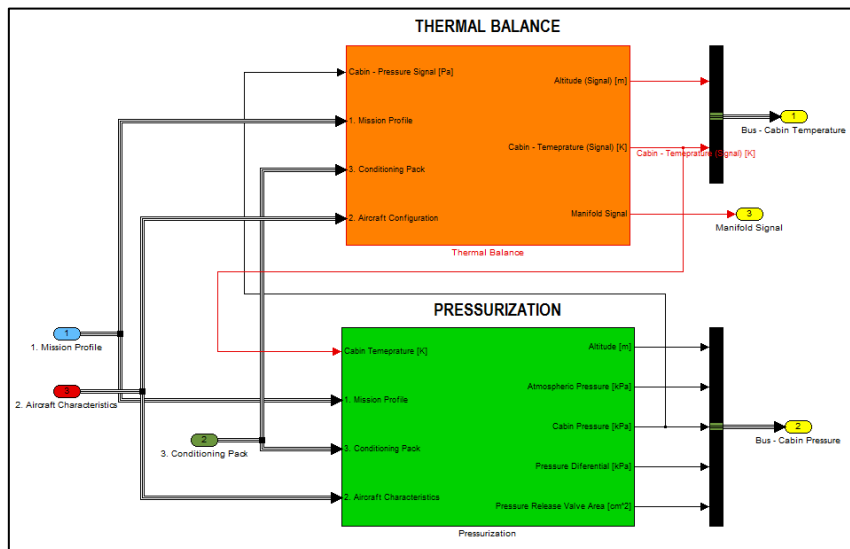 THERMAL BALANCE
Cabin - Pressure Signal [Pa]
1. Mission Profile
3. Conditioning Pack
2. Aircraft Configuration
Altitude (Signal) [m]
Cabin - Temeprature (Signal) [K]
Manifold Signal
Thermal Balance
Cabin - Temeprature (Signal) [K]
1
Bus - Cabin Temperature
3
Manifold Signal
1
1. Mission Profile
3
2. Aircraft Characteristics
2
3. Conditioning Pack
PRESSURIZATION
Cabin Temeprature [K]
1. Mission Profile
3. Conditioning Pack
2. Aircraft Characteristics
Altitude [m]
Atmospheric Pressure [kPa]
Cabin Pressure [kPa]
Pressure Diferential [kPa]
Pressure Release Valve Area [cm^2]
Pressurization
2
Bus - Cabin Pressure